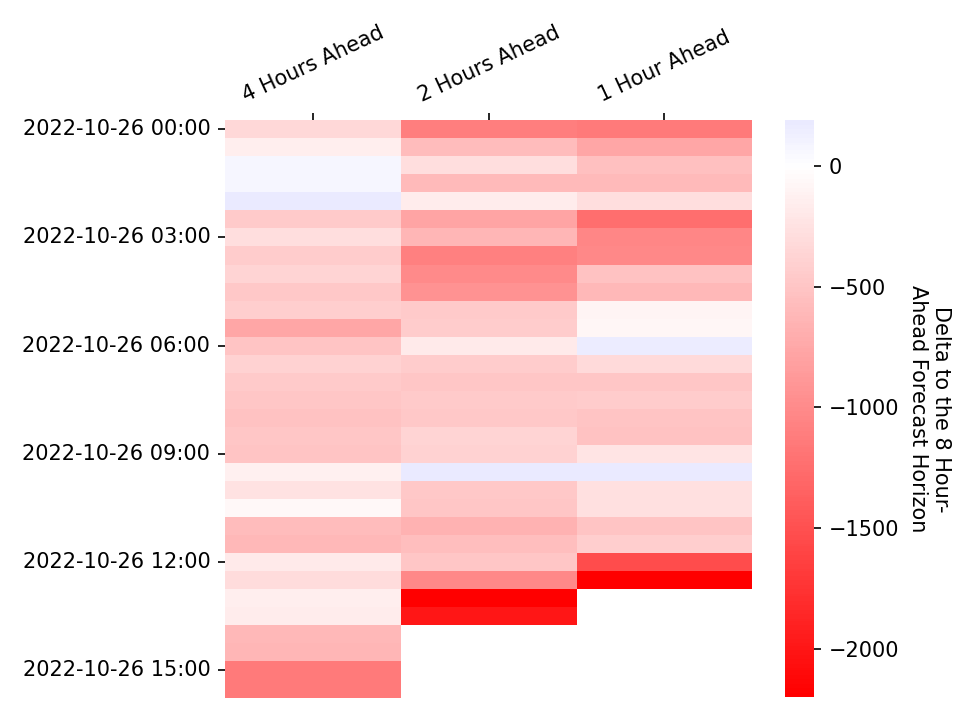 4 Hours Ahead
2 Hours Ahead
1 Hour Ahead
2022-10-26 00:00
2022-10-26 03:00
2022-10-26 06:00
2022-10-26 09:00
2022-10-26 12:00
2022-10-26 15:00
0
−500
−1000
−1500
−2000
Delta to the 8 Hour-
Ahead Forecast Horizon